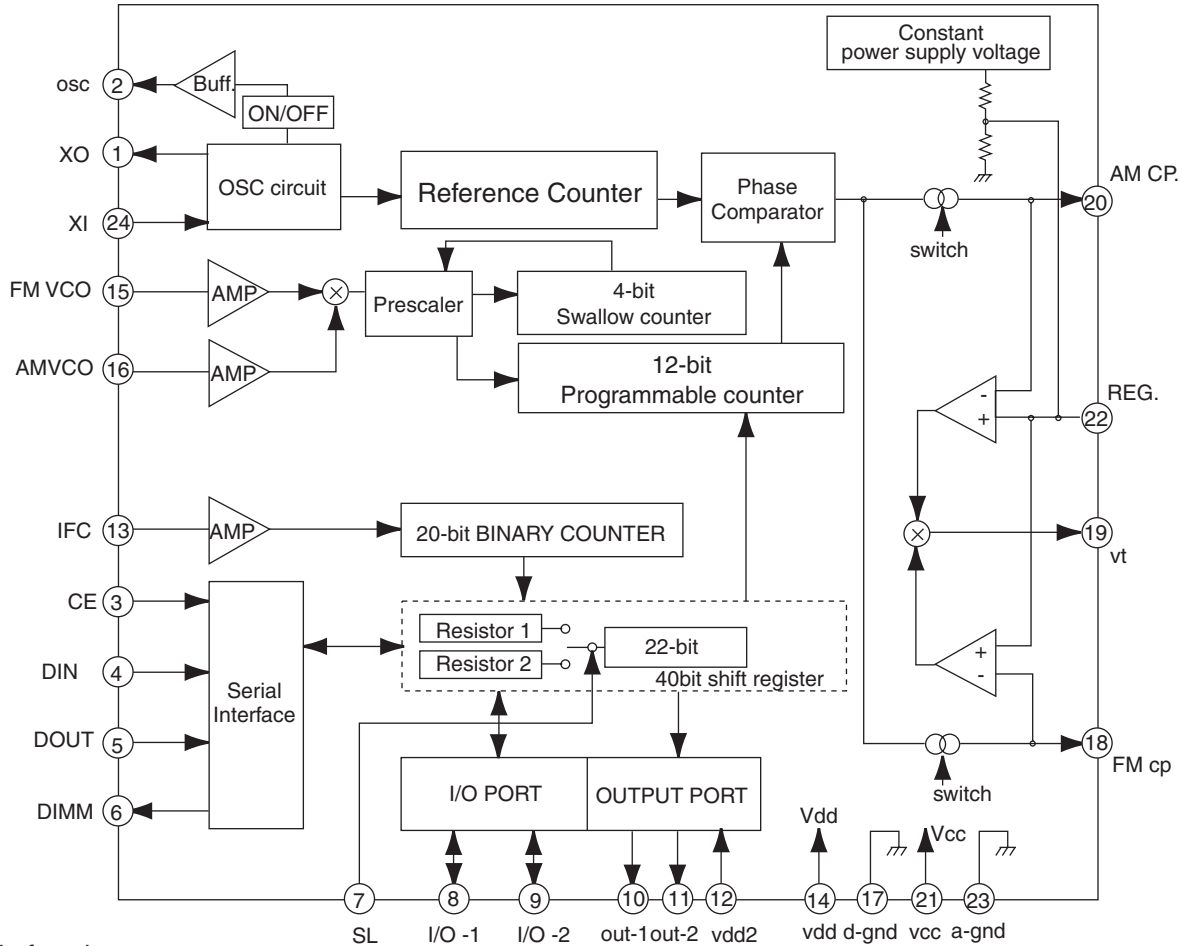 Constant
power supply voltage
osc
2
Buff.
ON/OFF
XO
1
OSC circuit
Reference Counter
Phase
Comparator
AM CP.
20
XI
24
switch
FM VCO
15
AMP
×
Prescaler
4-bit
Swallow counter
AMVCO
16
AMP
12-bit
Programmable counter
-
+
REG.
22
IFC
13
AMP
20-bit BINARY COUNTER
×
19
vt
CE
3
Resistor 1
22-bit
Resistor 2
40bit shift register
DIN
4
Serial
Interface
+
-
DOUT
5
18
FM cp
switch
I/O PORT
OUTPUT PORT
DIMM
6
Vdd
Vcc
7
8
9
10
11
12
14
17
21
23
SL
I/O -1
I/O -2
out-1
out-2
vdd2
vdd
d-gnd
vcc
a-gnd